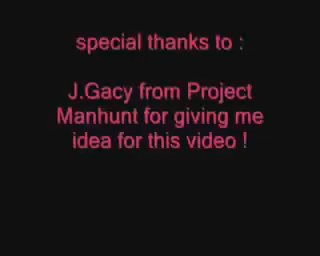 special thanks to :
J.Gacy from Project
Manhunt for giving me
idea for this video !